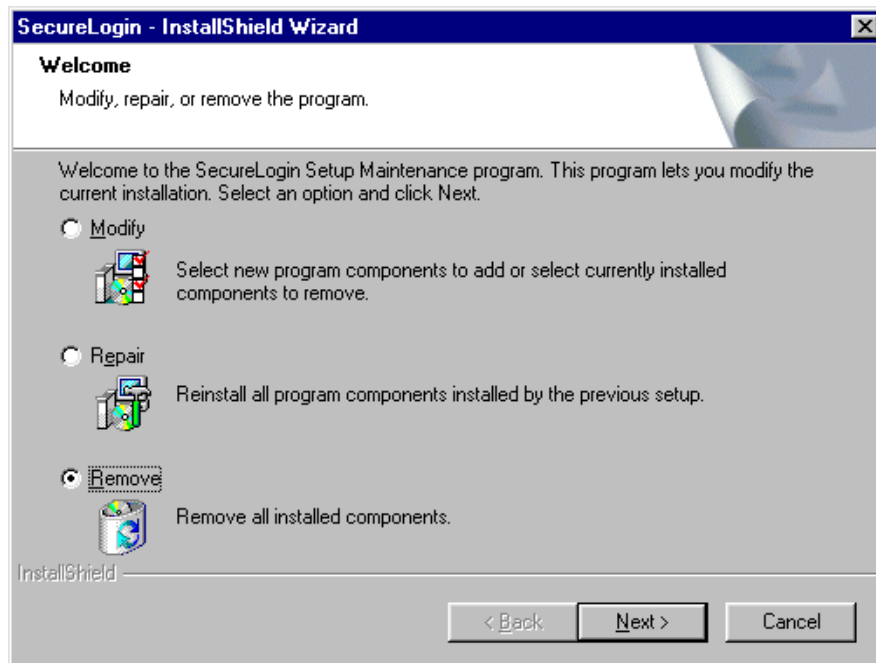 SecureLogin - InstallShield Wizard
Welcome
Modify, repair, or remove the program.
Welcome to the SecureLogin Setup Maintenance program. This program lets you modify the
current installation. Select an option and click Next.
Modify
Select new program components to add or select currently installed
components to remove.
Repair
Reinstall all program components installed by the previous setup.
Remove
Remove all installed components.
InstallShield
< Back
Next >
Cancel